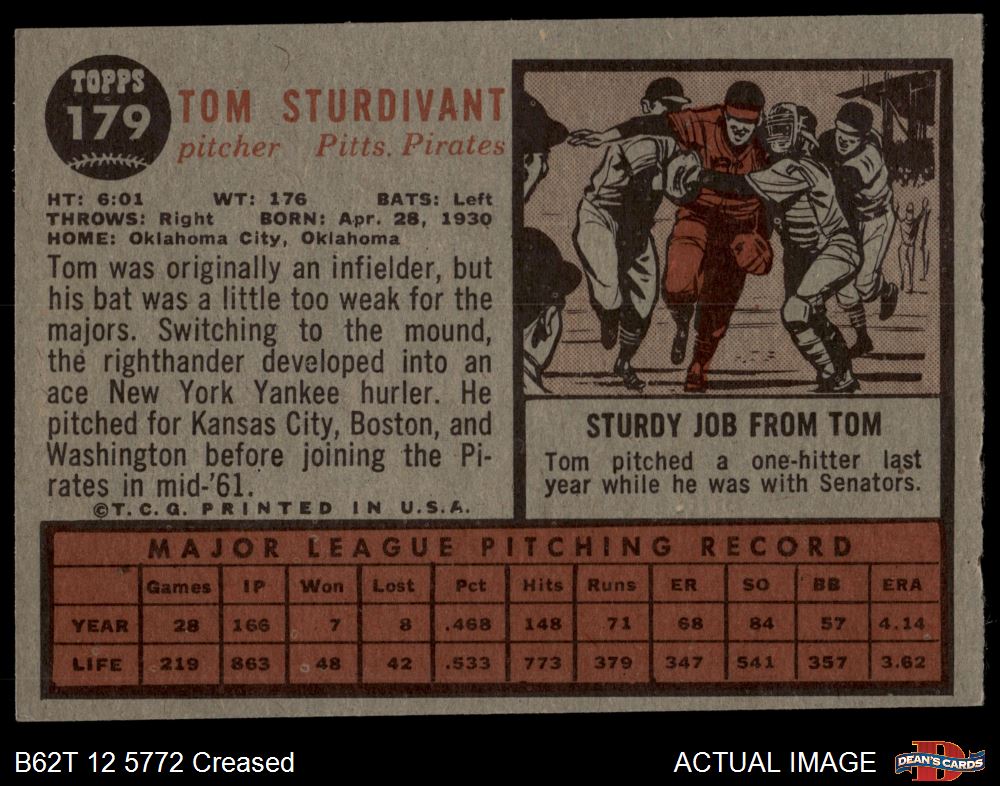 TOPPS
179
TOM STURDIVANT
pitcher Pitts. Pirates
HT: 6:01 WT: 176 BATS: Left
THROWS: Right BORN: Apr. 28, 1930
HOME: Oklahoma City, Oklahoma
Tom was originally an infielder, but
his bat was a little too weak for the
majors. Switching to the mound,
the righthander developed into an
ace New York Yankee hurler. He
pitched for Kansas City, Boston, and
Washington before joining the Pi-
rates in mid-'61.
©T.C.G. PRINTED IN U.S.A.
STURDY JOB FROM TOM
Tom pitched a one-hitter last
year while he was with Senators.
MAJOR LEAGUE PITCHING RECORD
Games IP Won Lost Pct Hits Runs ER SO BB ERA
YEAR 28 166 7 8 .468 148 71 68 84 57 4.14
LIFE 219 863 48 42 .533 773 379 347 541 357 3.62
B62T 12 5772 Creased
ACTUAL IMAGE
D
DEAN'S CARDS